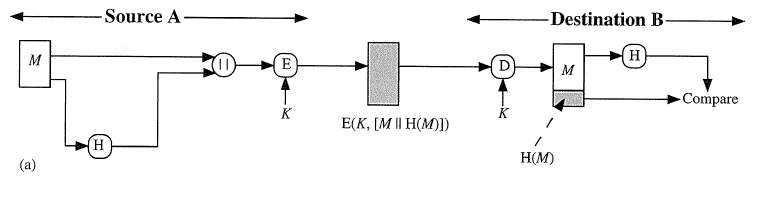 Source A
Destination B
M
||
E
D
M
H
K
K
Compare
E(K, [M || H(M)])
H
H(M)
(a)